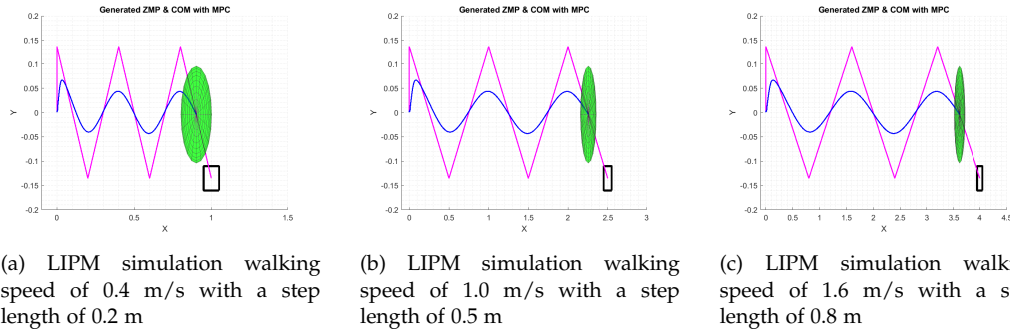 Generated ZMP & COM with MPC
0.2
0.15
0.1
0.05
0
-0.05
-0.1
-0.15
-0.2
Y
0 0.5 1 1.5
X
Generated ZMP & COM with MPC
0.2
0.15
0.1
0.05
0
-0.05
-0.1
-0.15
-0.2
Y
0 0.5 1 1.5 2 2.5 3
X
Generated ZMP & COM with MPC
0.2
0.15
0.1
0.05
0
-0.05
-0.1
-0.15
-0.2
Y
0 0.5 1 1.5 2 2.5 3 3.5 4 4.5
X
(a) LIPM simulation walking
speed of 0.4 m/s with a step
length of 0.2 m
(b) LIPM simulation walking
speed of 1.0 m/s with a step
length of 0.5 m
(c) LIPM simulation walki
speed of 1.6 m/s with a s
length of 0.8 m